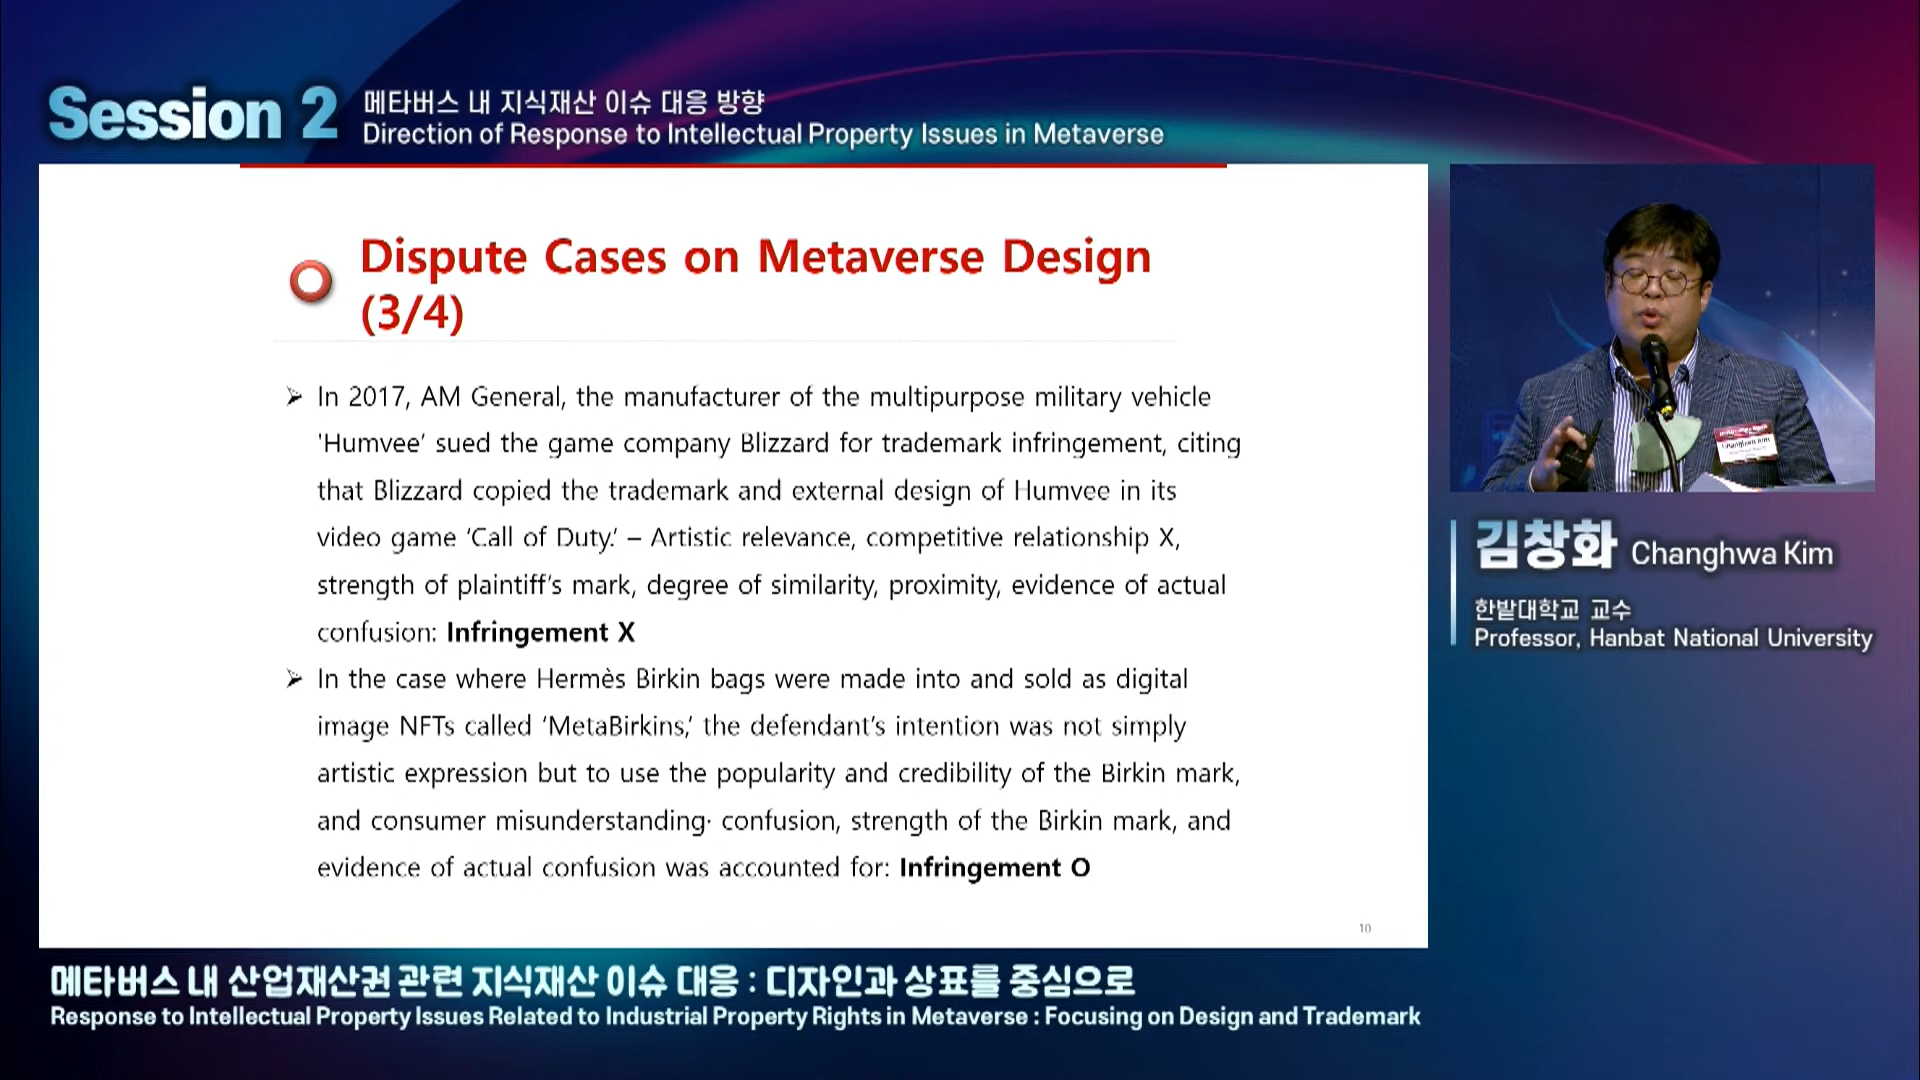 Session 2
메타버스 내 지식재산 이슈 대응 방향
Direction of Response to Intellectual Property Issues in Metaverse
Dispute Cases on Metaverse Design
(3/4)
➢ In 2017, AM General, the manufacturer of the multipurpose military vehicle
'Humvee’ sued the game company Blizzard for trademark infringement, citing
that Blizzard copied the trademark and external design of Humvee in its
video game ‘Call of Duty.’ – Artistic relevance, competitive relationship X,
strength of plaintiff’s mark, degree of similarity, proximity, evidence of actual
confusion: Infringement X
➢ In the case where Hermès Birkin bags were made into and sold as digital
image NFTs called ‘MetaBirkins,’ the defendant’s intention was not simply
artistic expression but to use the popularity and credibility of the Birkin mark,
and consumer misunderstanding· confusion, strength of the Birkin mark, and
evidence of actual confusion was accounted for: Infringement O
10
김창화 Changhwa Kim
한밭대학교 교수
Professor, Hanbat National University
메타버스 내 산업재산권 관련 지식재산 이슈 대응 : 디자인과 상표를 중심으로
Response to Intellectual Property Issues Related to Industrial Property Rights in Metaverse : Focusing on Design and Trademark